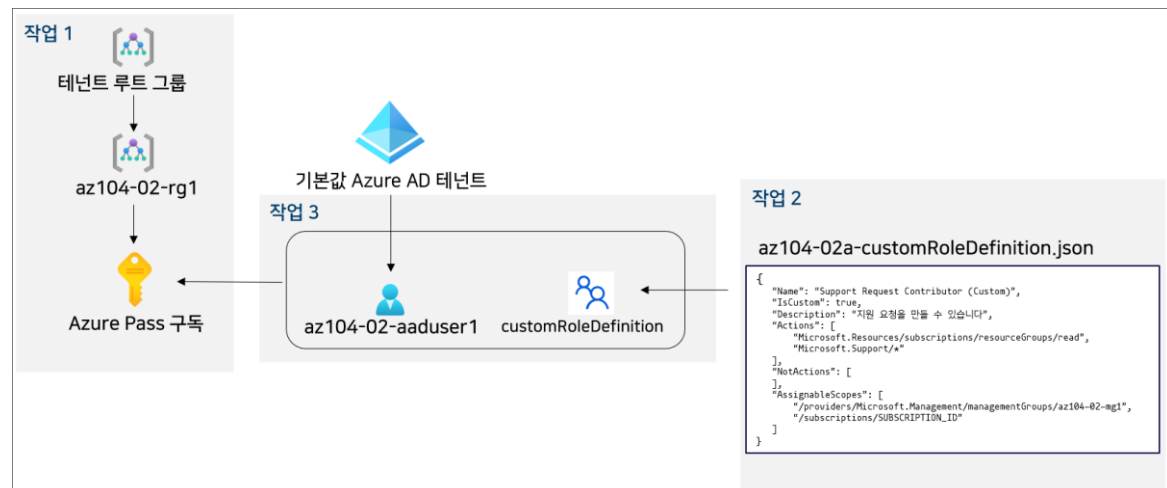 작업 1
테넌트 루트 그룹
az104-02-rg1
Azure Pass 구독
기본값 Azure AD 테넌트
작업 3
az104-02-aaduser1
customRoleDefinition
작업 2
az104-02a-customRoleDefinition.json
{
"Name": "Support Request Contributor (Custom)",
"IsCustom": true,
"Description": "지원 요청을 만들 수 있습니다",
"Actions": [
"Microsoft.Resources/subscriptions/resourceGroups/read",
"Microsoft.Support/*"
],
"NotActions": [
],
"AssignableScopes": [
"/providers/Microsoft.Management/managementGroups/az104-02-mg1",
"/subscriptions/SUBSCRIPTION_ID"
]
}